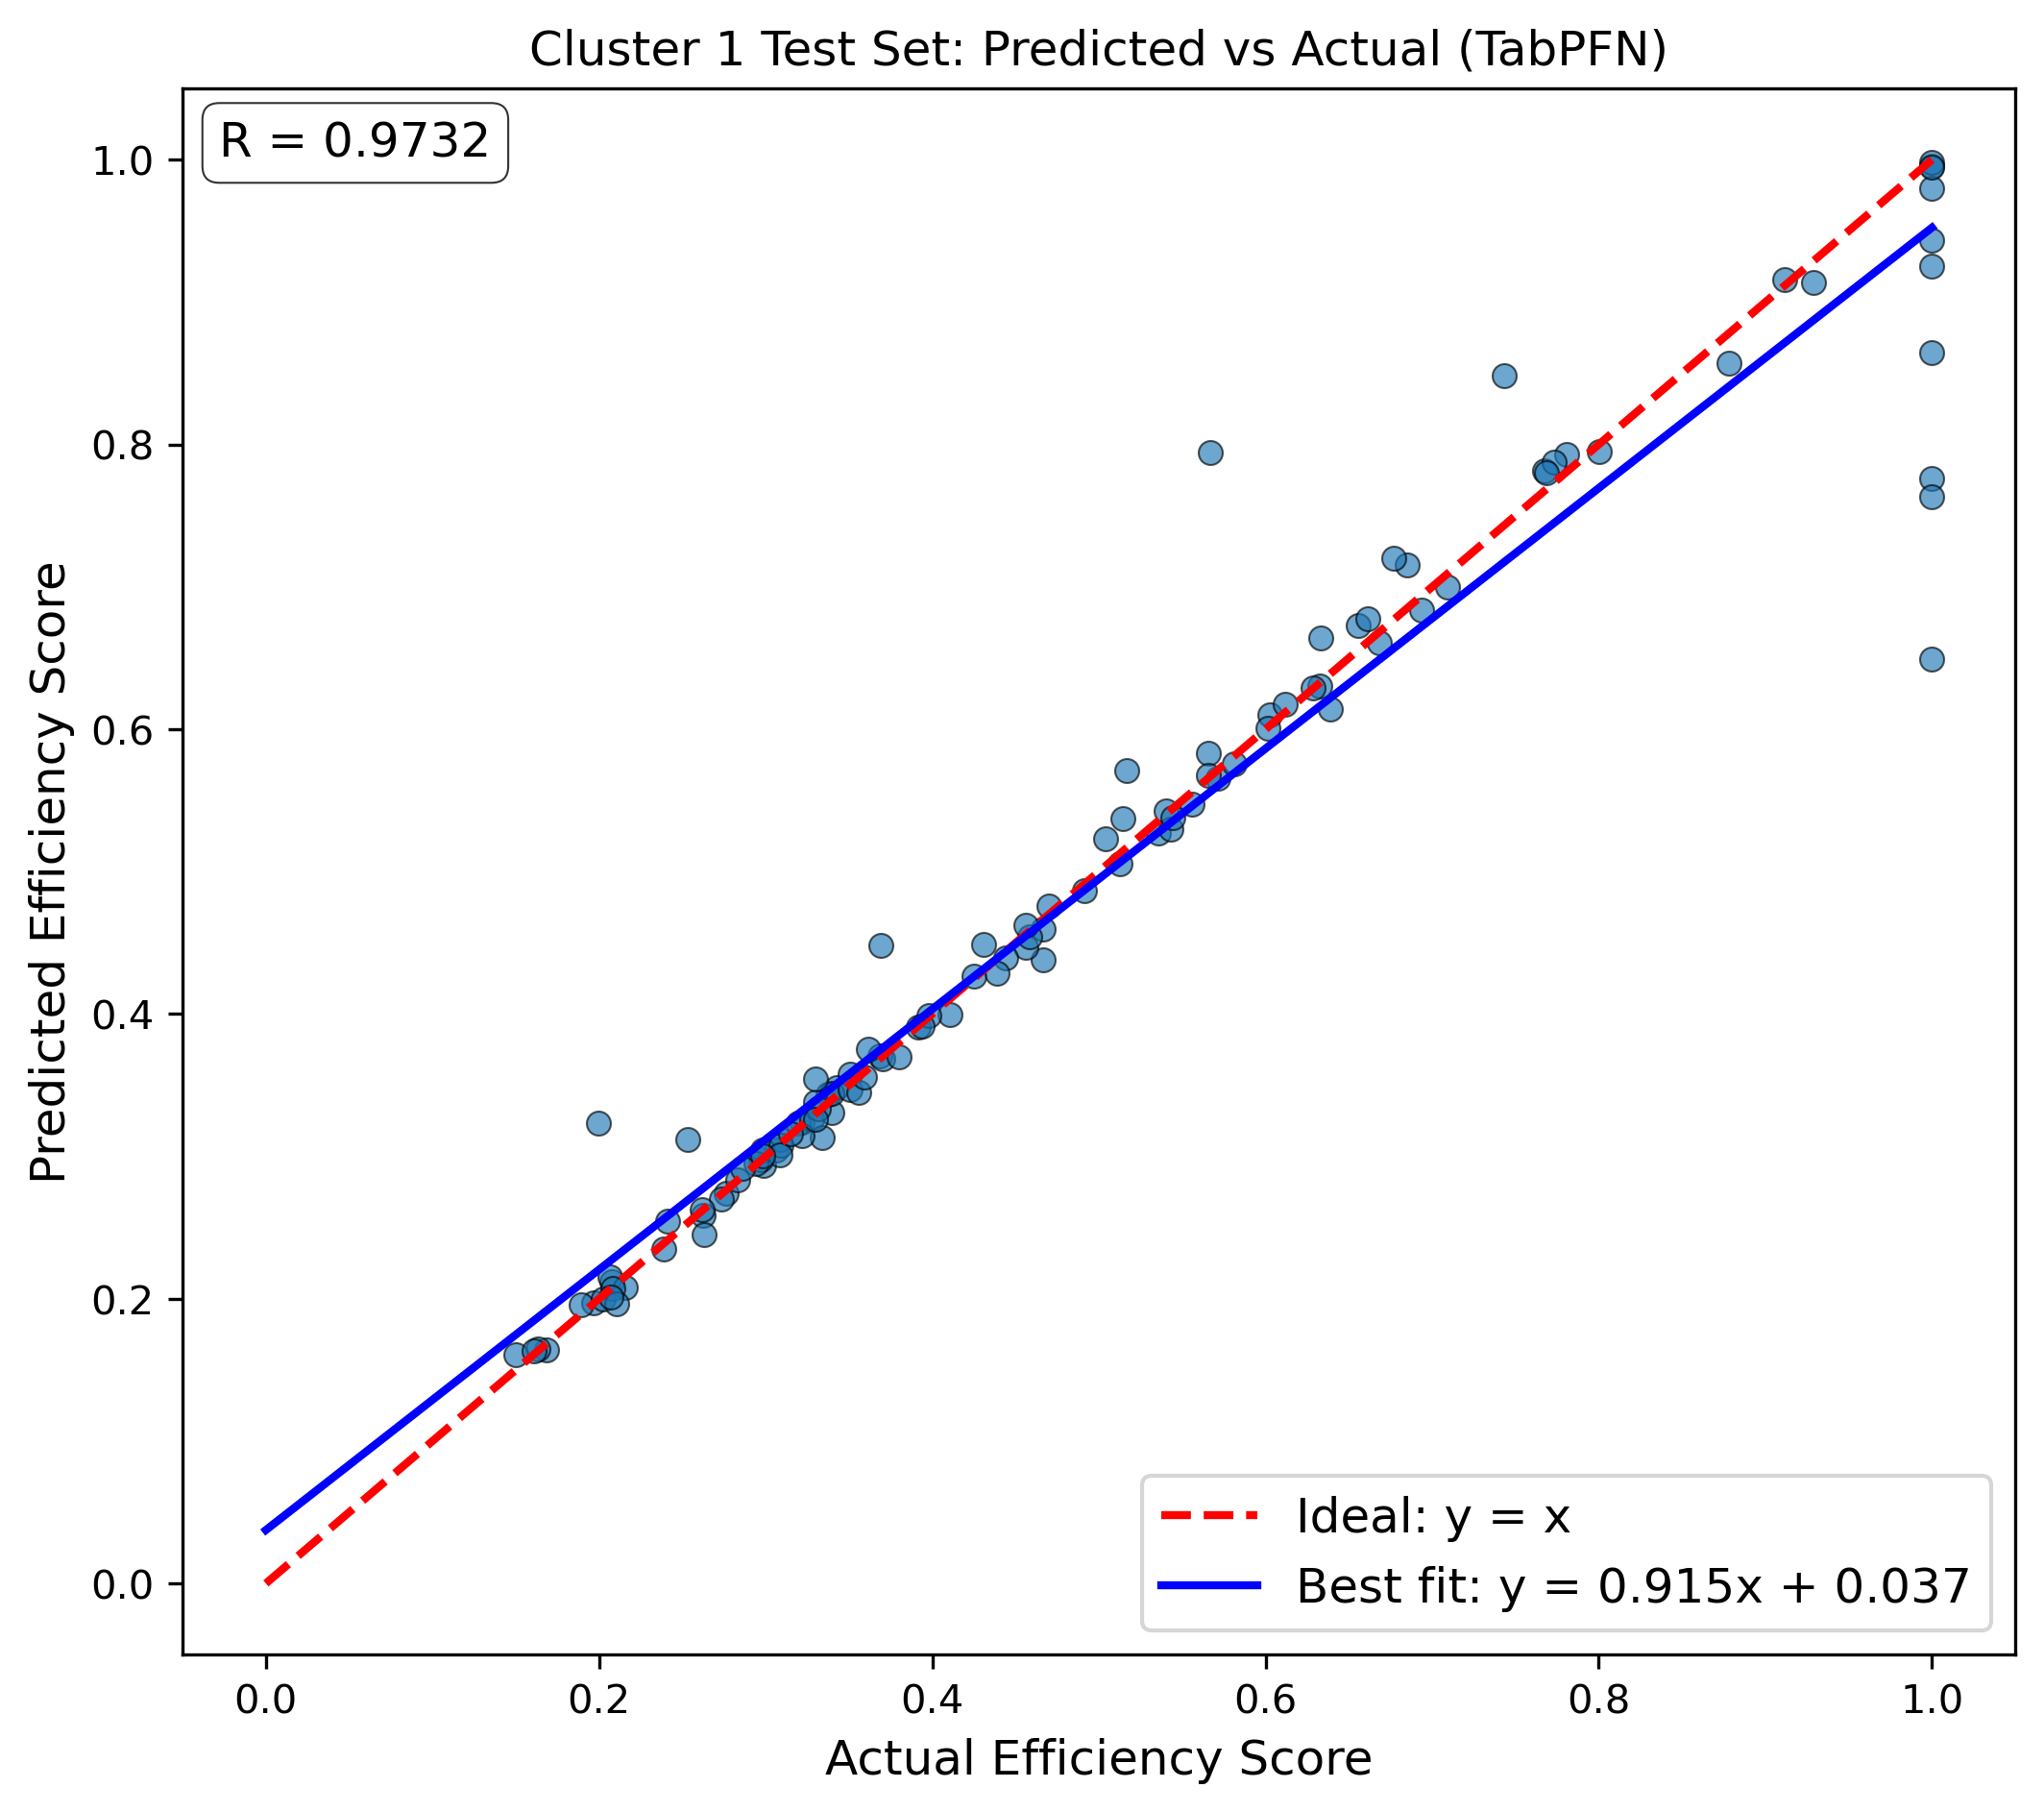 Cluster 1 Test Set: Predicted vs Actual (TabPFN)
R = 0.9732
1.0
0.8
0.6
0.4
0.2
0.0
Predicted Efficiency Score
Ideal: y = x
Best fit: y = 0.915x + 0.037
0.0 0.2 0.4 0.6 0.8 1.0
Actual Efficiency Score